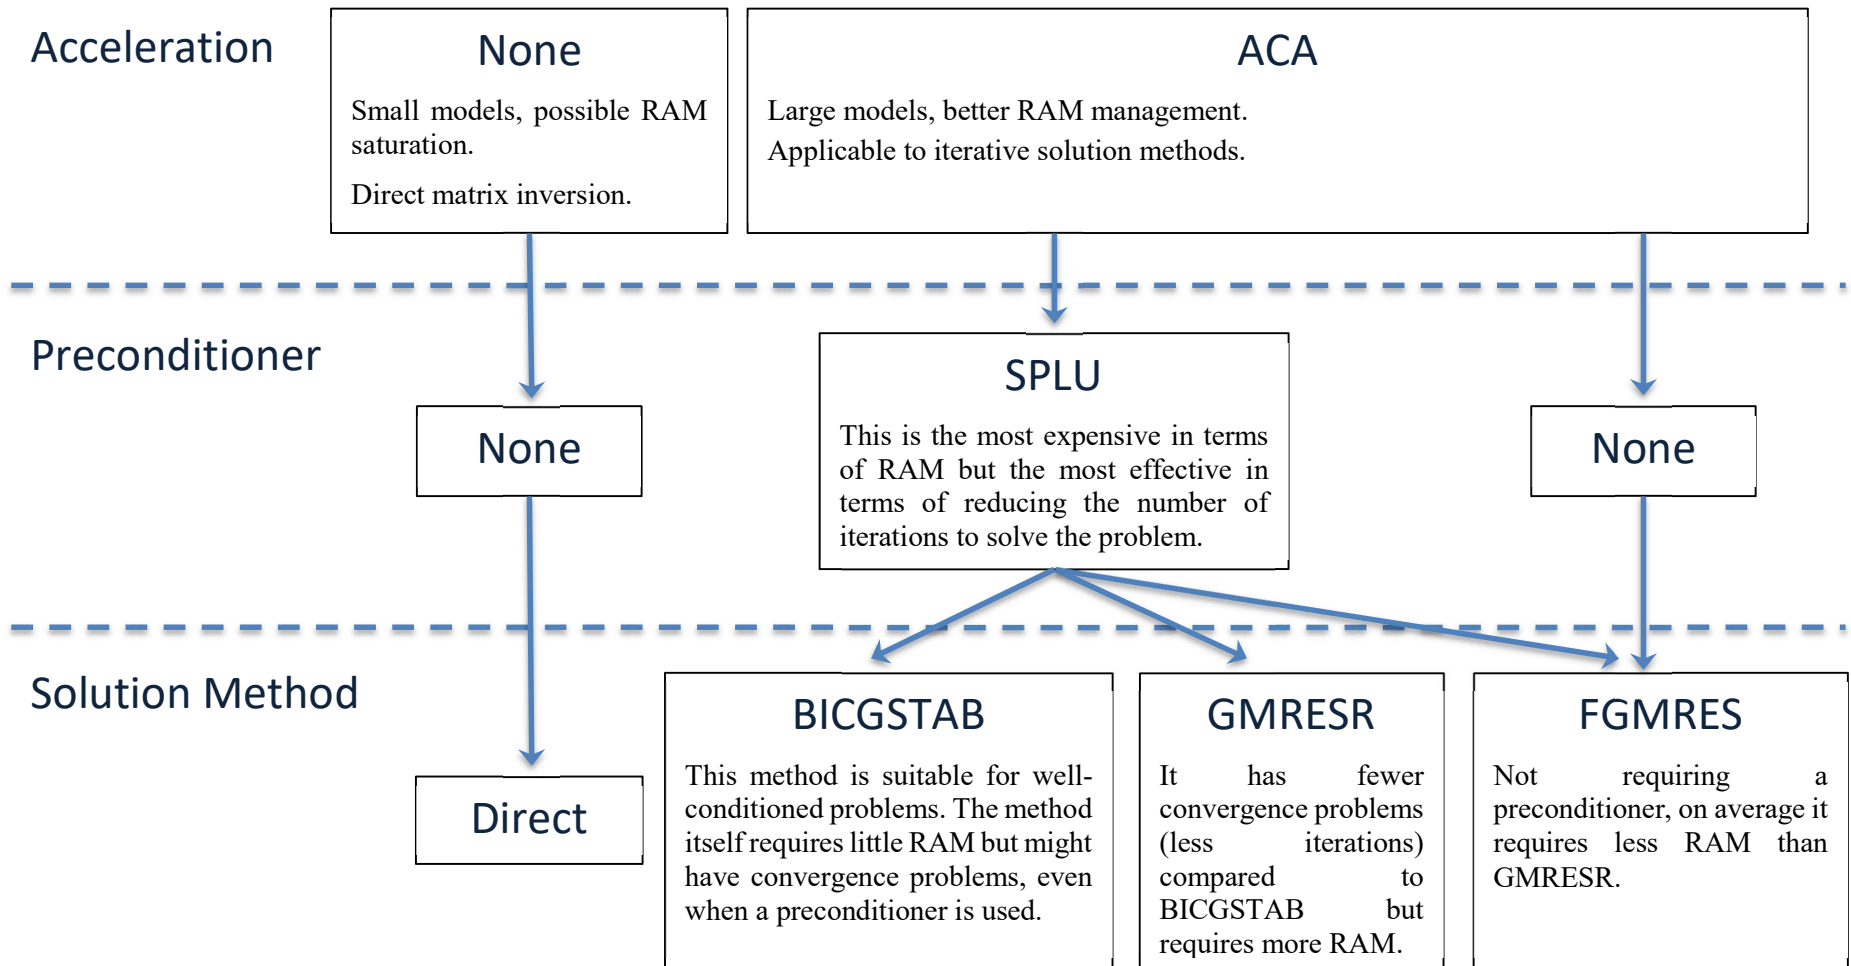 Acceleration
None
Small models, possible RAM
saturation.
Direct matrix inversion.
ACA
Large models, better RAM management.
Applicable to iterative solution methods.
Preconditioner
None
SPLU
This is the most expensive in terms
of RAM but the most effective in
terms of reducing the number of
iterations to solve the problem.
None
Solution Method
Direct
BICGSTAB
This method is suitable for well-
conditioned problems. The method
itself requires little RAM but might
have convergence problems, even
when a preconditioner is used.
GMRESR
It has fewer
convergence problems
(less iterations)
compared to
BICGSTAB but
requires more RAM.
FGMRES
Not requiring a
preconditioner, on average it
requires less RAM than
GMRESR.